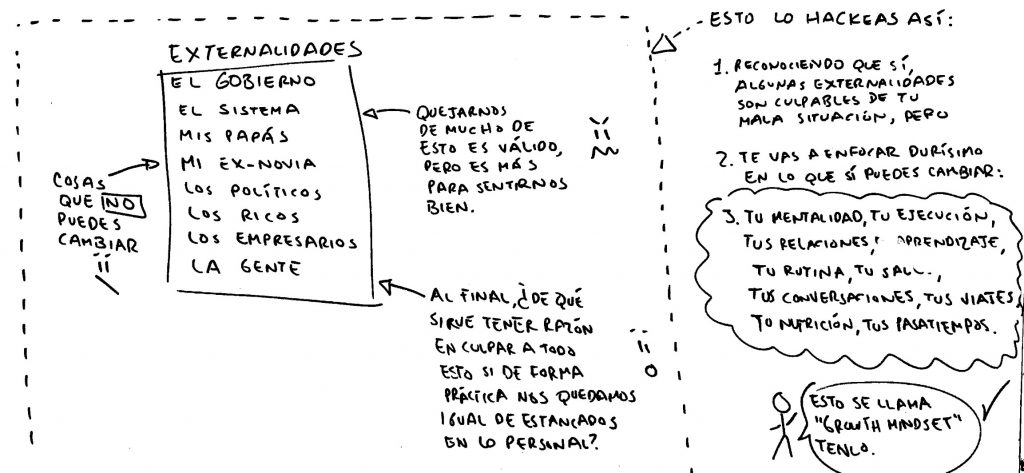 EXTERNALIDADES
EL GOBIERNO
EL SISTEMA
MIS PAPÁS
MI EX-NOVIA
LOS POLÍTICOS
LOS RICOS
LOS EMPRESARIOS
LA GENTE
COSAS
QUE NO
PUEDES
CAMBIAR
QUEJARNOS
DE MUCHO DE
ESTO ES VÁLIDO,
PERO ES MÁS
PARA SENTIRNOS
BIEN.
AL FINAL, ¿DE QUÉ
SIRVE TENER RAZÓN
EN CULPAR A TODO
ESTO SI DE FORMA
PRÁCTICA NOS QUEDAMOS
IGUAL DE ESTANCADOS
EN LO PERSONAL?
ESTO LO HACKEAS ASÍ:
1. RECONOCIENDO QUE SÍ,
ALGUNAS EXTERNALIDADES
SON CULPABLES DE TU
MALA SITUACIÓN, PERO
2. TE VAS A ENFOCAR DURÍSIMO
EN LO QUE SÍ PUEDES CAMBIAR:
3. TU MENTALIDAD, TU EJECUCIÓN,
TUS RELACIONES, APRENDIZAJE,
TU RUTINA, TU
TUS CONVERSACIONES, TUS VIAJES,
TU NUTRICIÓN, TUS PASATIEMPOS.
ESTO SE LLAMA
"GROWTH MINDSET"
TENLO.